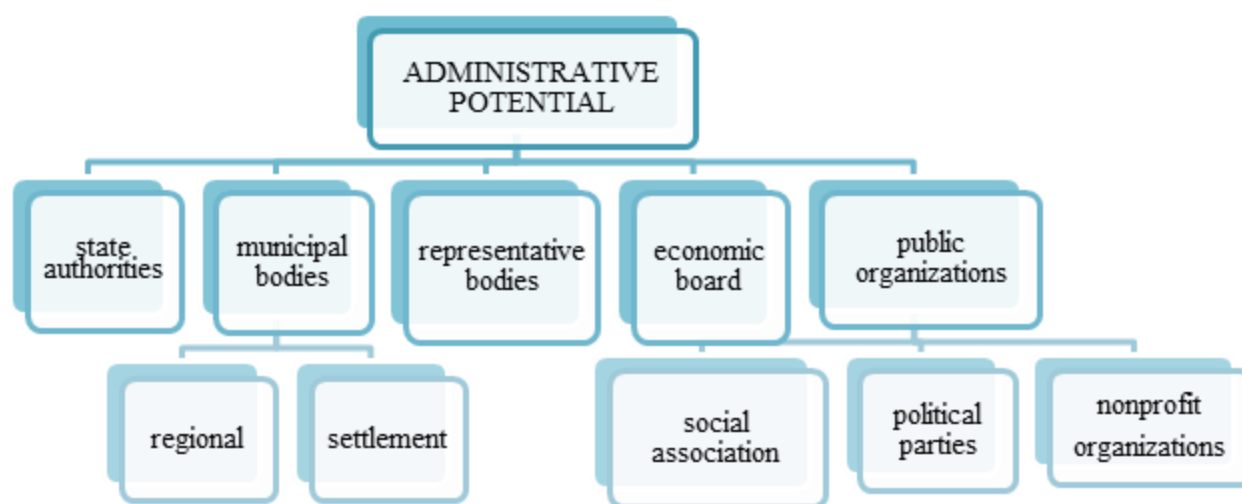 ADMINISTRATIVE
POTENTIAL
state
authorities
municipal
bodies
representative
bodies
economic
board
public
organizations
regional
settlement
social
association
political
parties
nonprofit
organizations